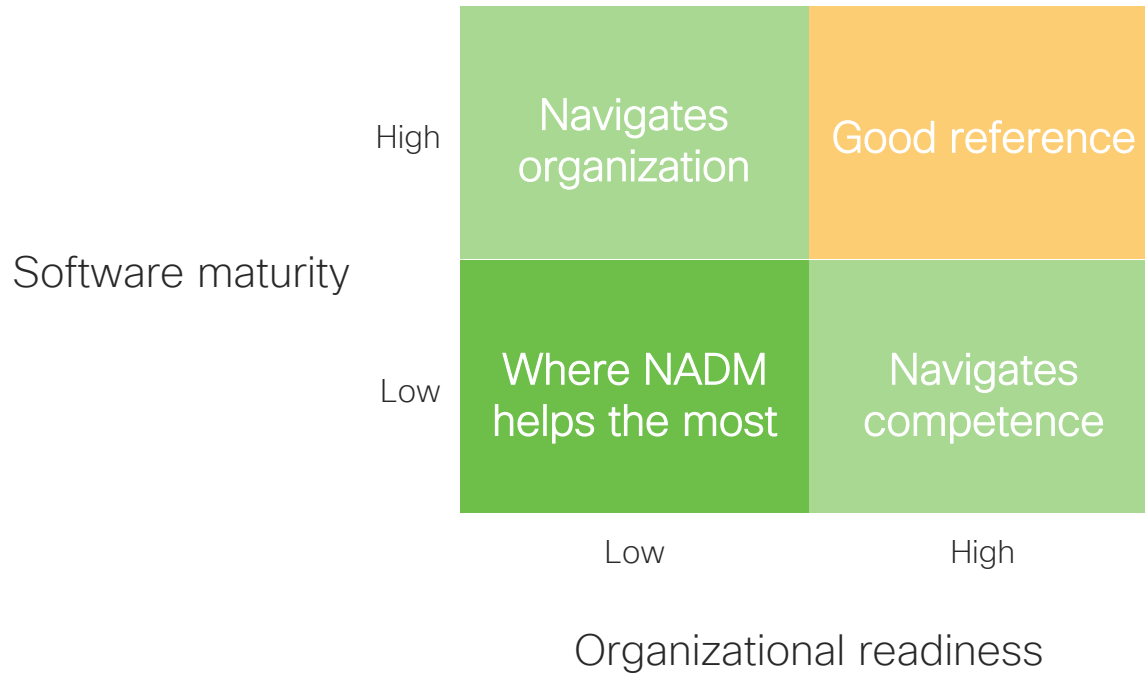 High
Navigates
organization
Good reference
Software maturity
Low
Where NADM
helps the most
Navigates
competence
Low
High
Organizational readiness